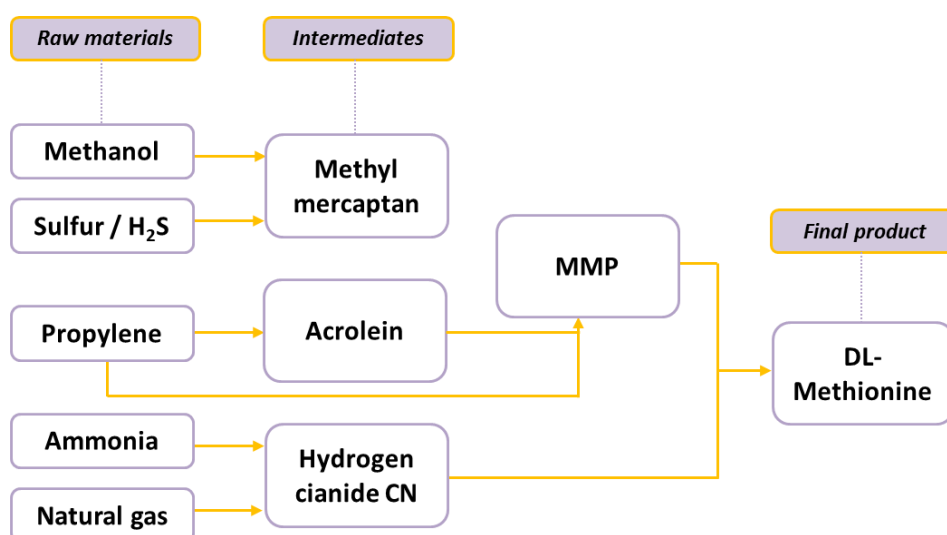 Raw materials
Intermediates
Methanol
Methyl
mercaptan
Sulfur / H₂S
MMP
Final product
Propylene
Acrolein
DL-
Methionine
Ammonia
Hydrogen
cianide CN
Natural gas